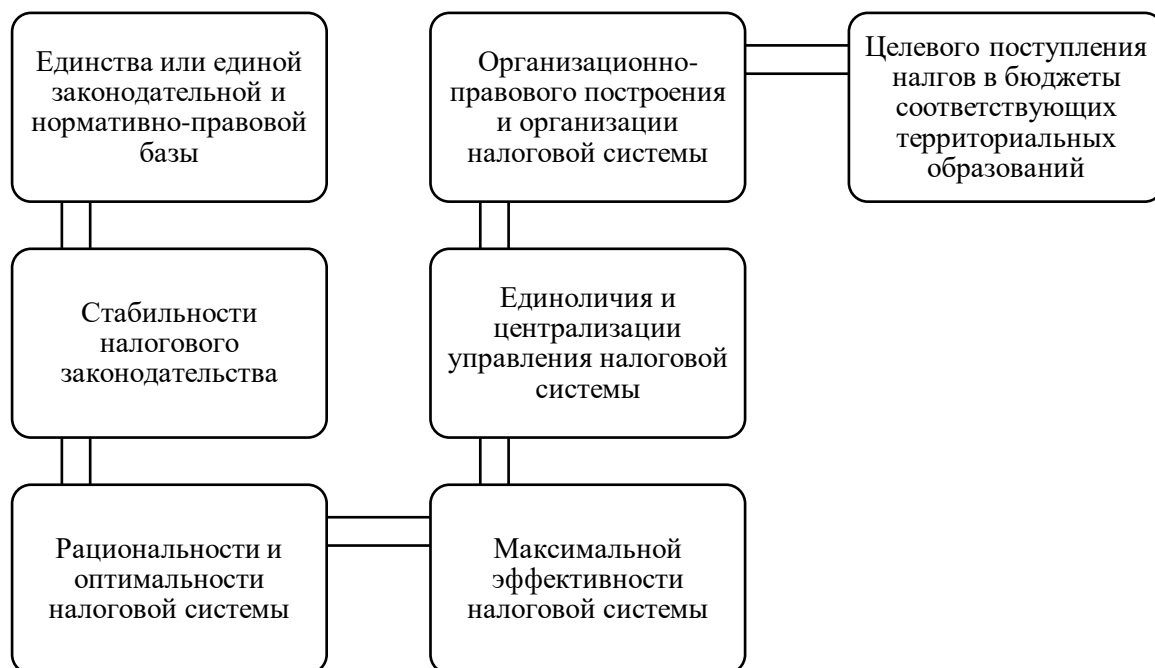 Единства или единой
законодательной и
нормативно-правовой
базы
Стабильности
налогового
законодательства
Рациональности и
оптимальности
налоговой системы
Максимальной
эффективности
налоговой системы
Единоличия и
централизации
управления налоговой
системы
Организационно-
правового построения
и организации
налоговой системы
Целевого поступления
налгов в бюджеты
соответствующих
территориальных
образований